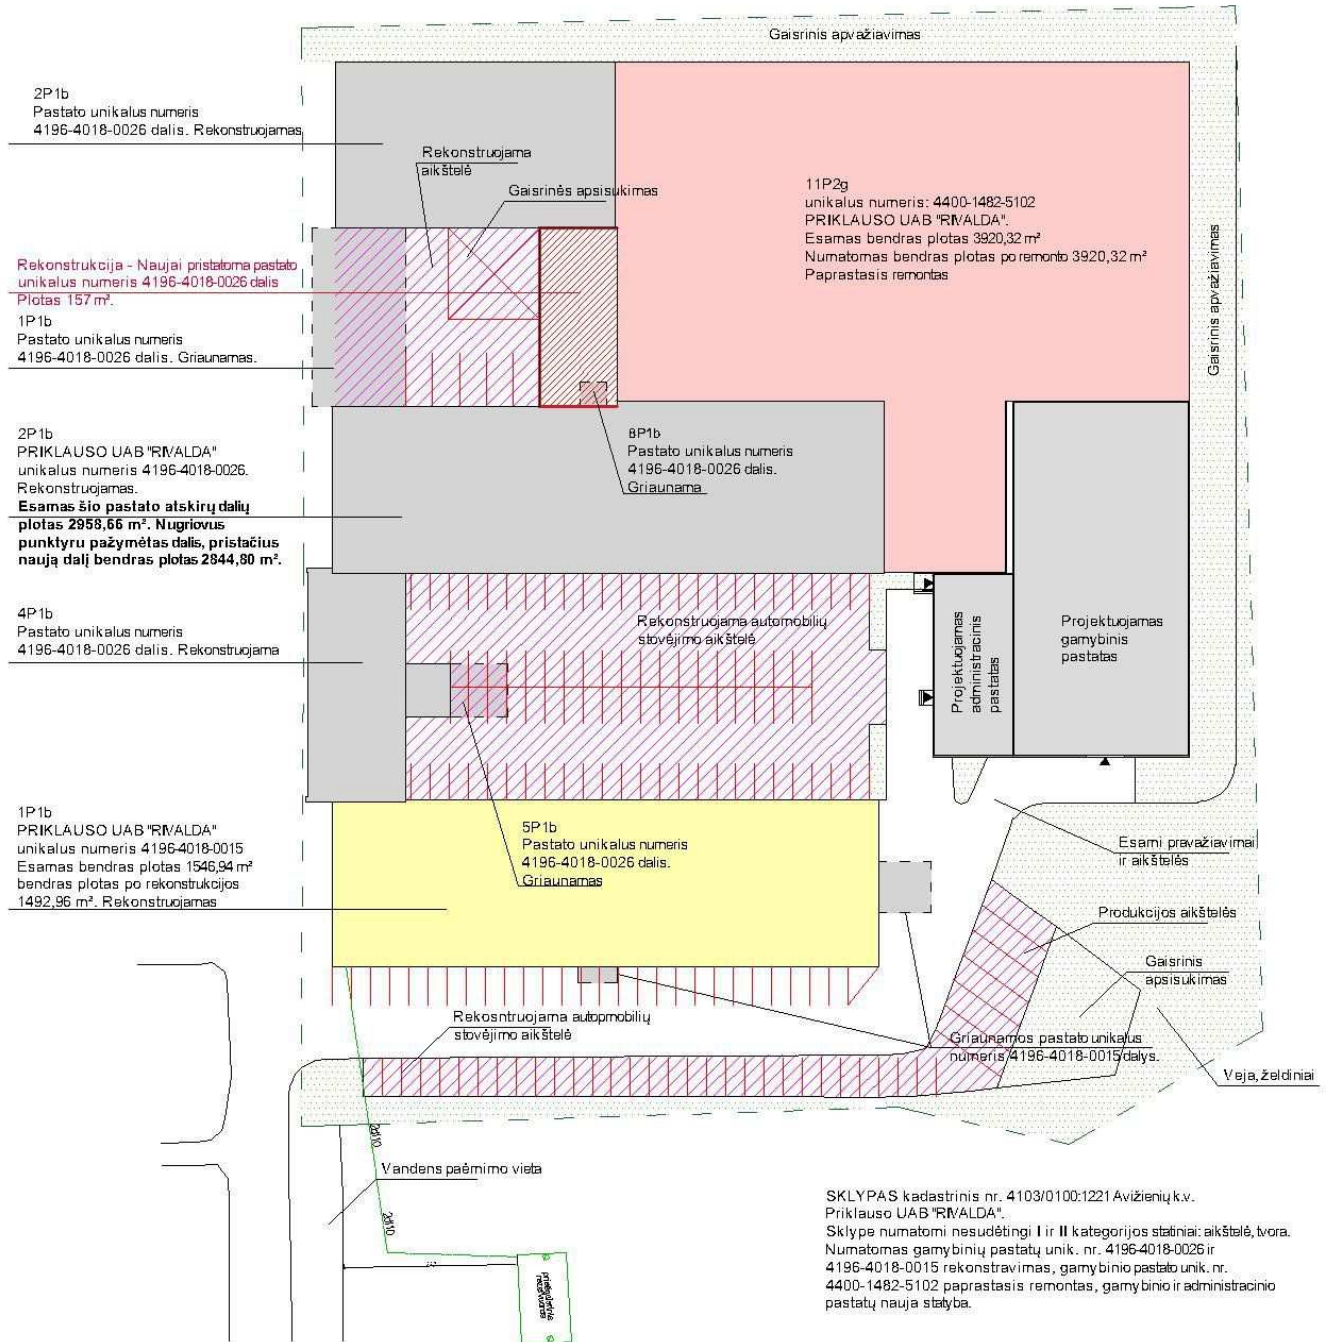 Gaisrinis apvažiavimas
2P1b
Pastato unikalus numeris
4196-4018-0026 dalis. Rekonstruojamas
Rekonstruojama
aikštelė
Gaisrinės apsisukimas
11P2g
unikalus numeris: 4400-1482-5102
PRIKLAUSO UAB "RIVALDA".
Esamas bendras plotas 3920,32 m²
Numatomas bendras plotas po remonto 3920,32 m²
Paprastasis remontas
Gaisrinis apvažiavimas
Rekonstrukcija - Naujai pristatoma pastato
unikalus numeris 4196-4018-0026 dalis
Plotas 157 m².
1P1b
Pastato unikalus numeris
4196-4018-0026 dalis. Griaunamas.
2P1b
PRIKLAUSO UAB "RIVALDA"
unikalus numeris 4196-4018-0026.
Rekonstruojamas.
Esamas šio pastato atskirų dalių
plotas 2958,66 m². Nugriovus
punktyru pažymėtas dalis, pristačius
naują dalį bendras plotas 2844,80 m².
8P1b
Pastato unikalus numeris
4196-4018-0026 dalis.
Griaunama
4P1b
Pastato unikalus numeris
4196-4018-0026 dalis. Rekonstruojama
Rekonstruojama automobilių
stovėjimo aikštelė
Projektuojamas
administracinis
pastatas
Projektuojamas
gamybinis
pastatas
1P1b
PRIKLAUSO UAB "RIVALDA"
unikalus numeris 4196-4018-0015
Esamas bendras plotas 1546,94 m²
bendras plotas po rekonstrukcijos
1492,96 m². Rekonstruojamas
5P1b
Pastato unikalus numeris
4196-4018-0026 dalis.
Griaunamas
Esami pravažiavimai
ir aikštelės
Produkcijos aikštelės
Gaisrinis
apsisukimas
Rekosntruojama autopmobilių
stovėjimo aikštelė
Griaunamos pastato unikalus
numeris 4196-4018-0015 dalys.
Veja, želdiniai
Vandens paėmimo vieta
SKLYPAS kadastrinis nr. 4103/0100:1221 Avižienių k.v.
Priklauso UAB "RIVALDA".
Sklype numatomi nesudėtingi I ir II kategorijos statiniai: aikštelė, tvora.
Numatomas gamybinių pastatų unik. nr. 4196-4018-0026 ir
4196-4018-0015 rekonstravimas, gamybinio pastato unik. nr.
4400-1482-5102 paprastasis remontas, gamybinio ir administracinio
pastatų nauja statyba.